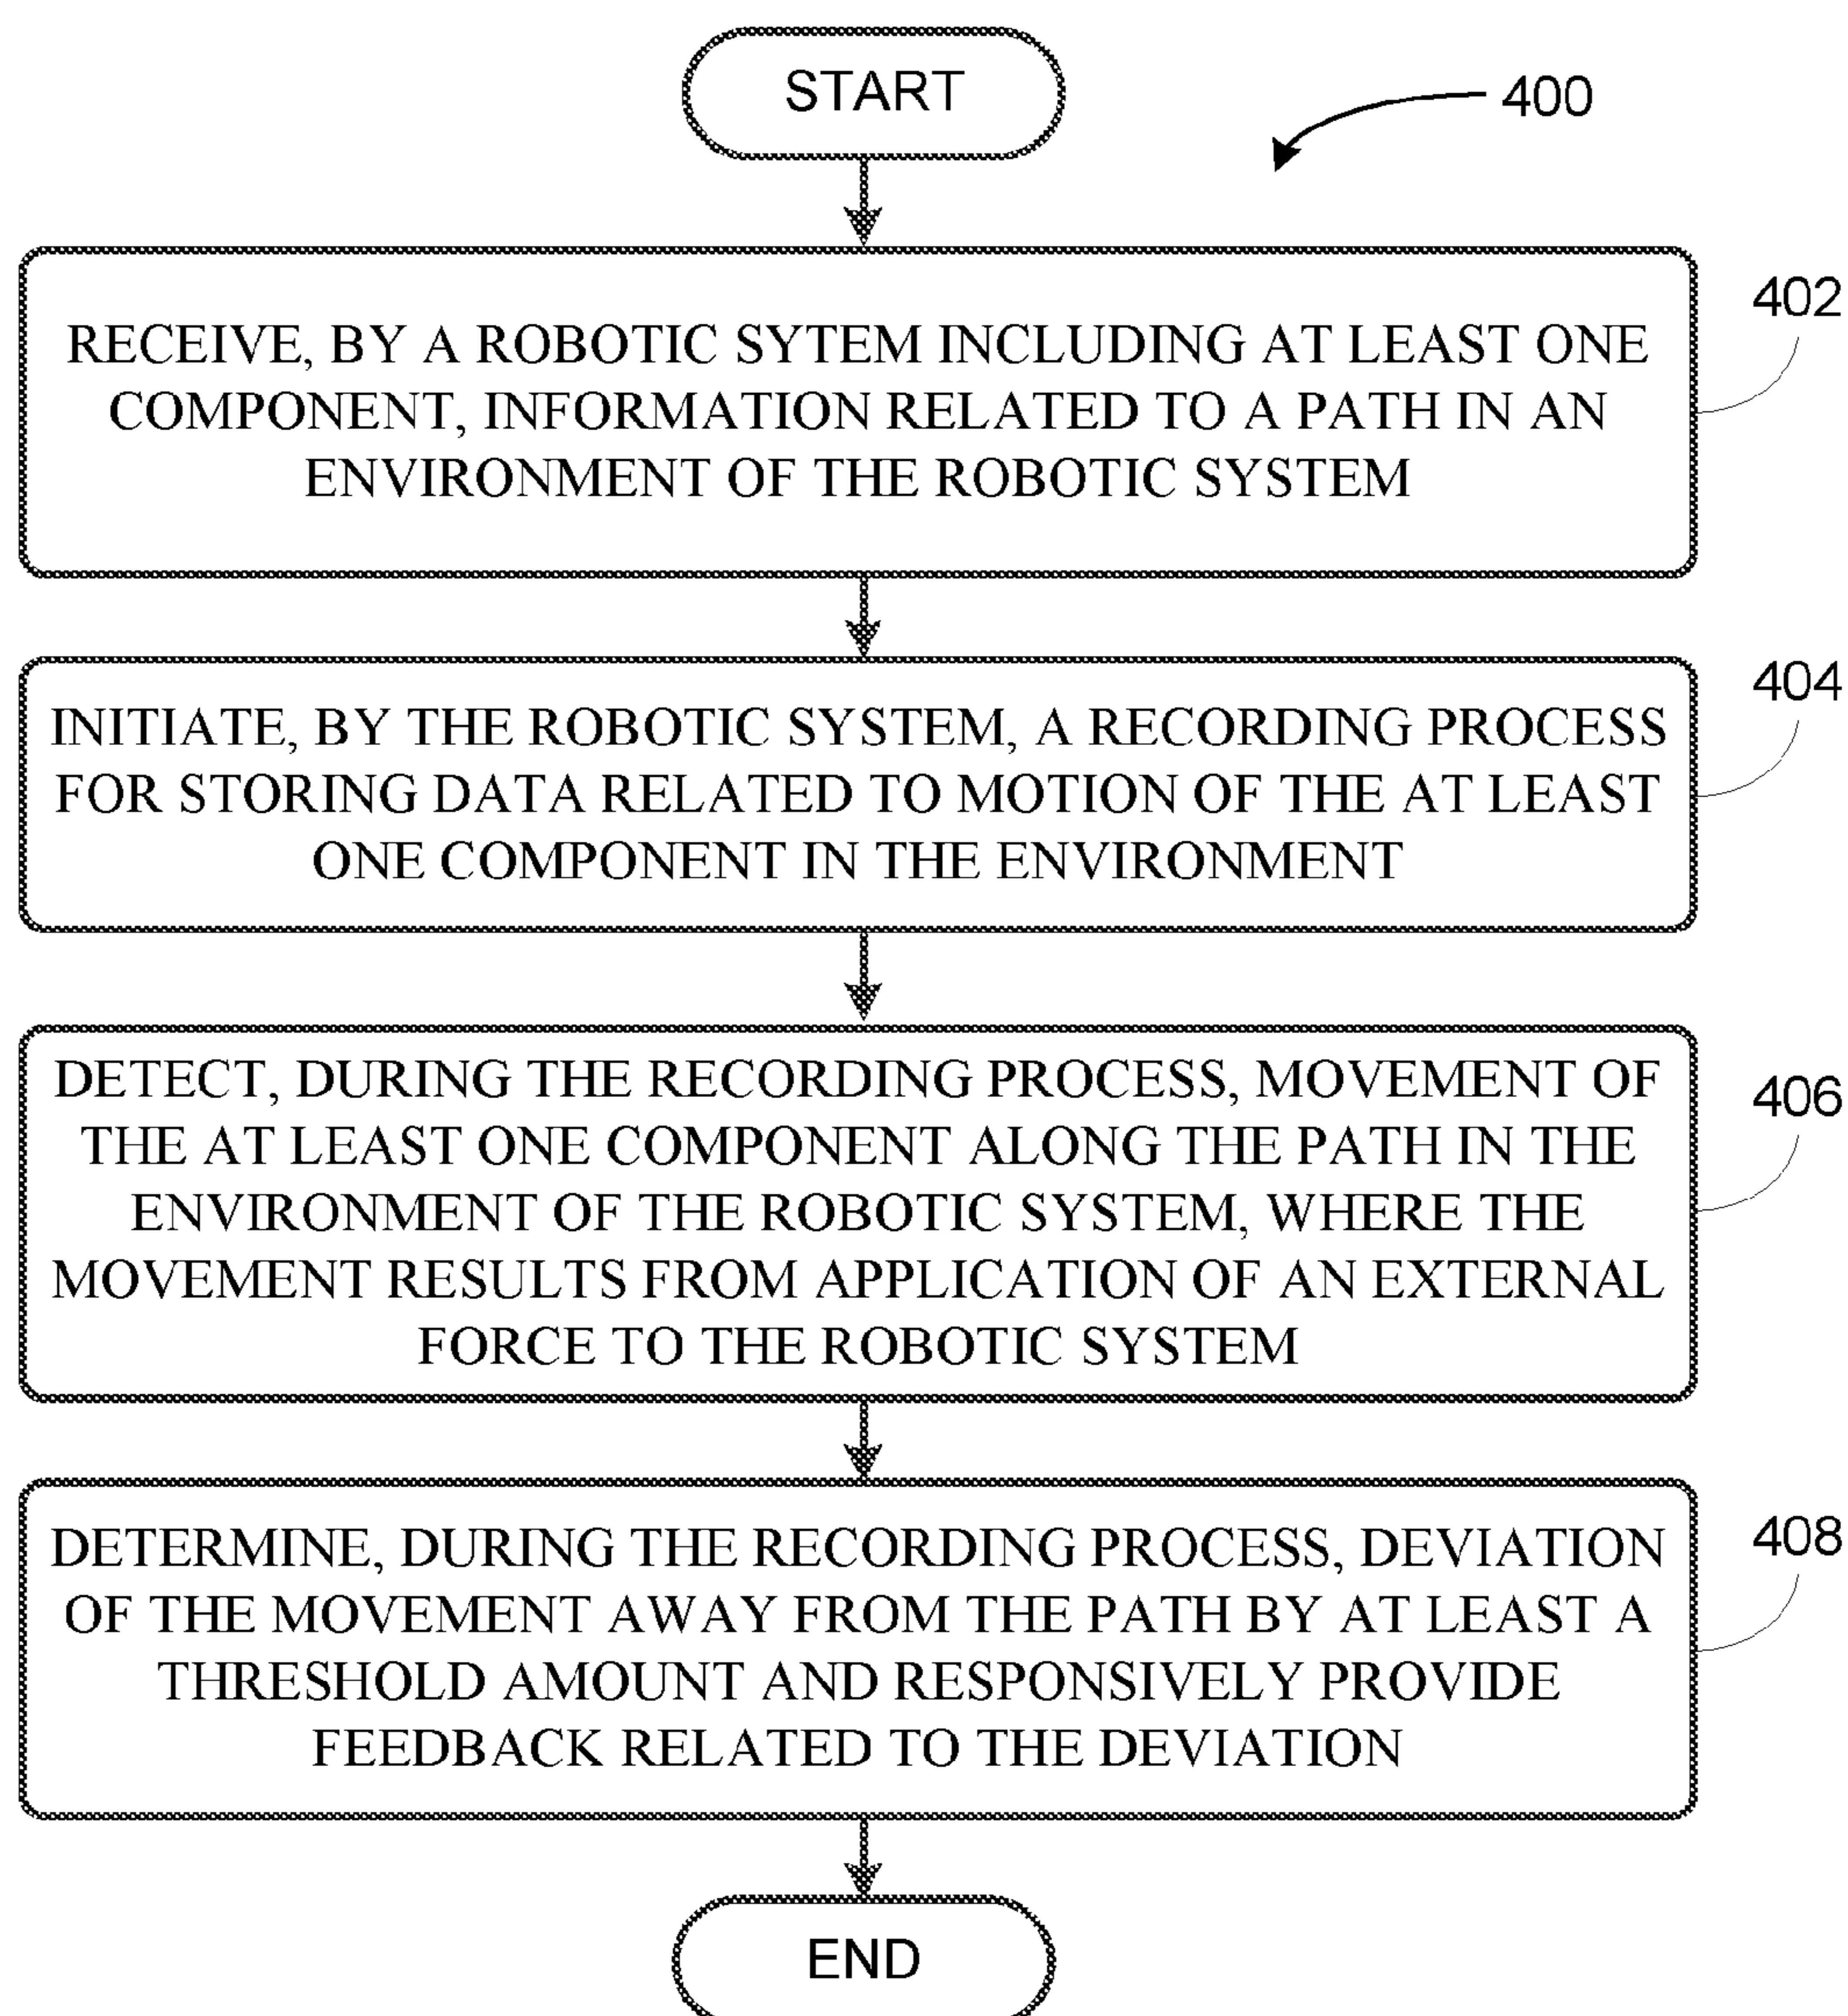 START
400
RECEIVE, BY A ROBOTIC SYTEM INCLUDING AT LEAST ONE
COMPONENT, INFORMATION RELATED TO A PATH IN AN
ENVIRONMENT OF THE ROBOTIC SYSTEM
402
INITIATE, BY THE ROBOTIC SYSTEM, A RECORDING PROCESS
FOR STORING DATA RELATED TO MOTION OF THE AT LEAST
ONE COMPONENT IN THE ENVIRONMENT
404
DETECT, DURING THE RECORDING PROCESS, MOVEMENT OF
THE AT LEAST ONE COMPONENT ALONG THE PATH IN THE
ENVIRONMENT OF THE ROBOTIC SYSTEM, WHERE THE
MOVEMENT RESULTS FROM APPLICATION OF AN EXTERNAL
FORCE TO THE ROBOTIC SYSTEM
406
DETERMINE, DURING THE RECORDING PROCESS, DEVIATION
OF THE MOVEMENT AWAY FROM THE PATH BY AT LEAST A
THRESHOLD AMOUNT AND RESPONSIVELY PROVIDE
FEEDBACK RELATED TO THE DEVIATION
408
END